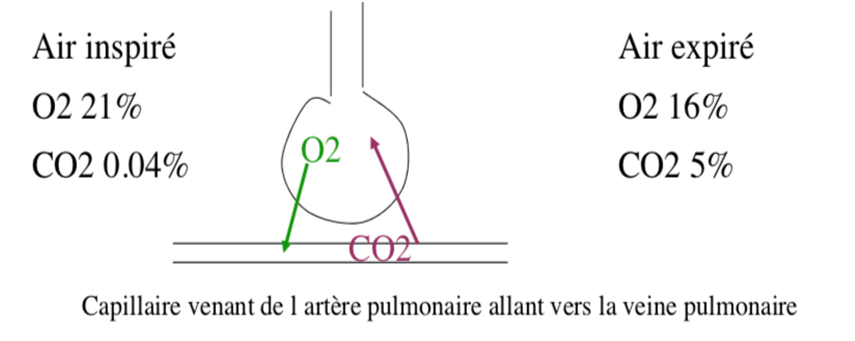 Air inspiré
O2 21%
CO2 0.04%
Air expiré
O2 16%
CO2 5%
O2
CO2
Capillaire venant de l artère pulmonaire allant vers la veine pulmonaire